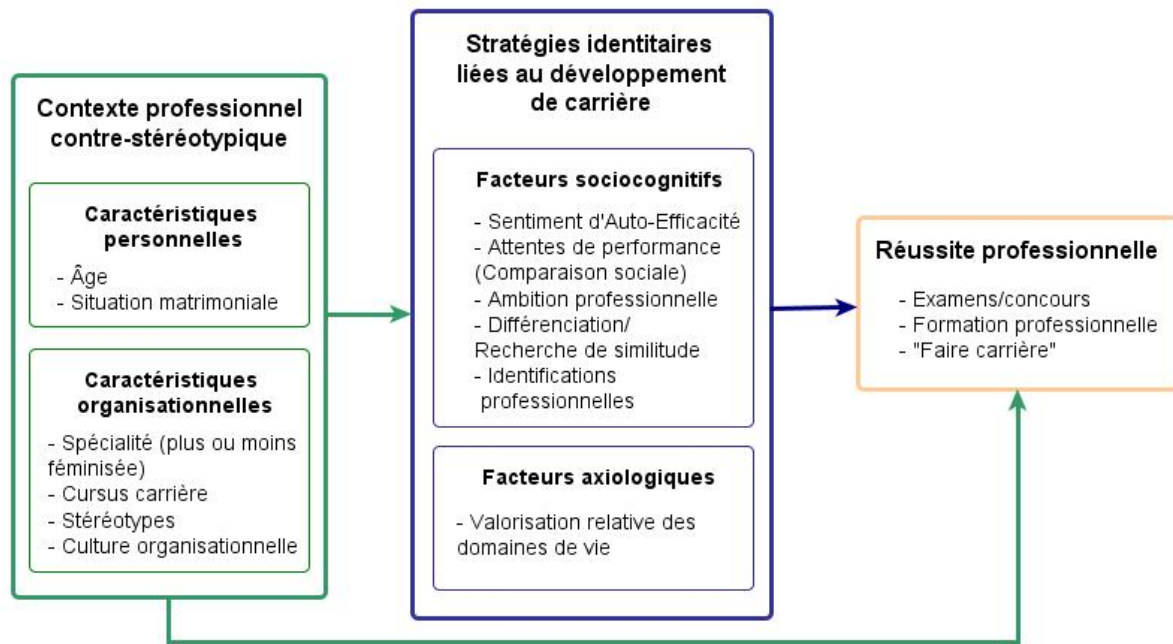 Contexte professionnel
contre-stéréotypique
Caractéristiques
personnelles
- Âge
- Situation matrimoniale
Caractéristiques
organisationnelles
- Spécialité (plus ou moins
féminisée)
- Cursus carrière
- Stéréotypes
- Culture organisationnelle
Stratégies identitaires
liées au développement
de carrière
Facteurs sociocognitifs
- Sentiment d'Auto-Efficacité
- Attentes de performance
(Comparaison sociale)
- Ambition professionnelle
- Différenciation/
Recherche de similitude
- Identifications
professionnelles
Facteurs axiologiques
- Valorisation relative des
domaines de vie
Réussite professionnelle
- Examens/concours
- Formation professionnelle
- "Faire carrière"